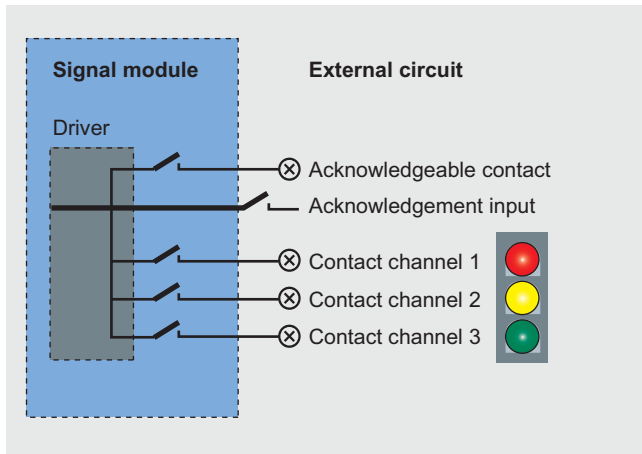 Signal module
External circuit
Driver
Acknowledgeable contact
Acknowledgement input
Contact channel 1
Contact channel 2
Contact channel 3